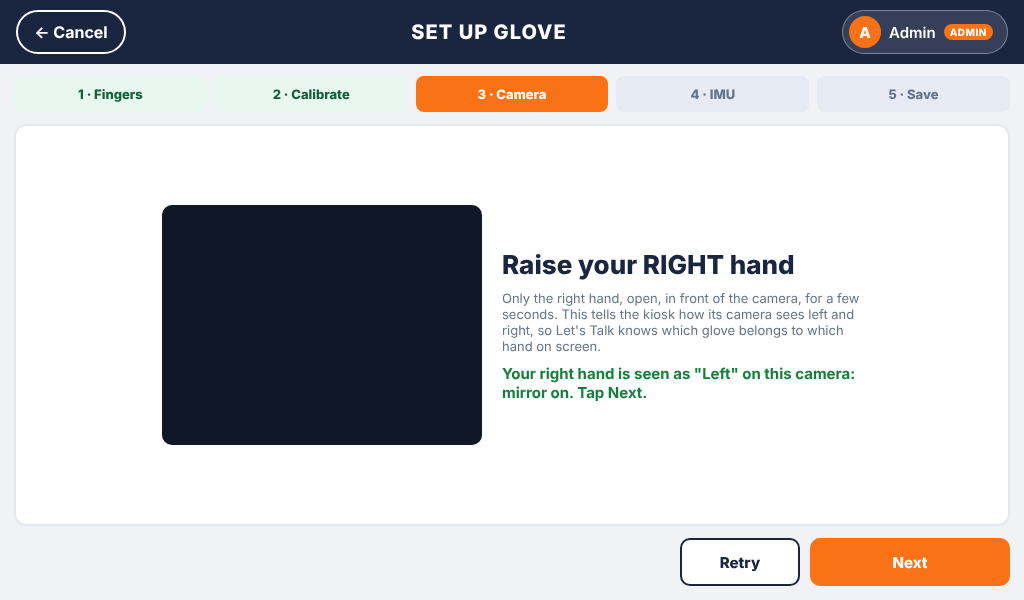 ← Cancel
SET UP GLOVE
A Admin ADMIN
1 · Fingers
2 · Calibrate
3 · Camera
4 · IMU
5 · Save
Raise your RIGHT hand
Only the right hand, open, in front of the camera, for a few
seconds. This tells the kiosk how its camera sees left and
right, so Let's Talk knows which glove belongs to which
hand on screen.
Your right hand is seen as "Left" on this camera:
mirror on. Tap Next.
Retry
Next